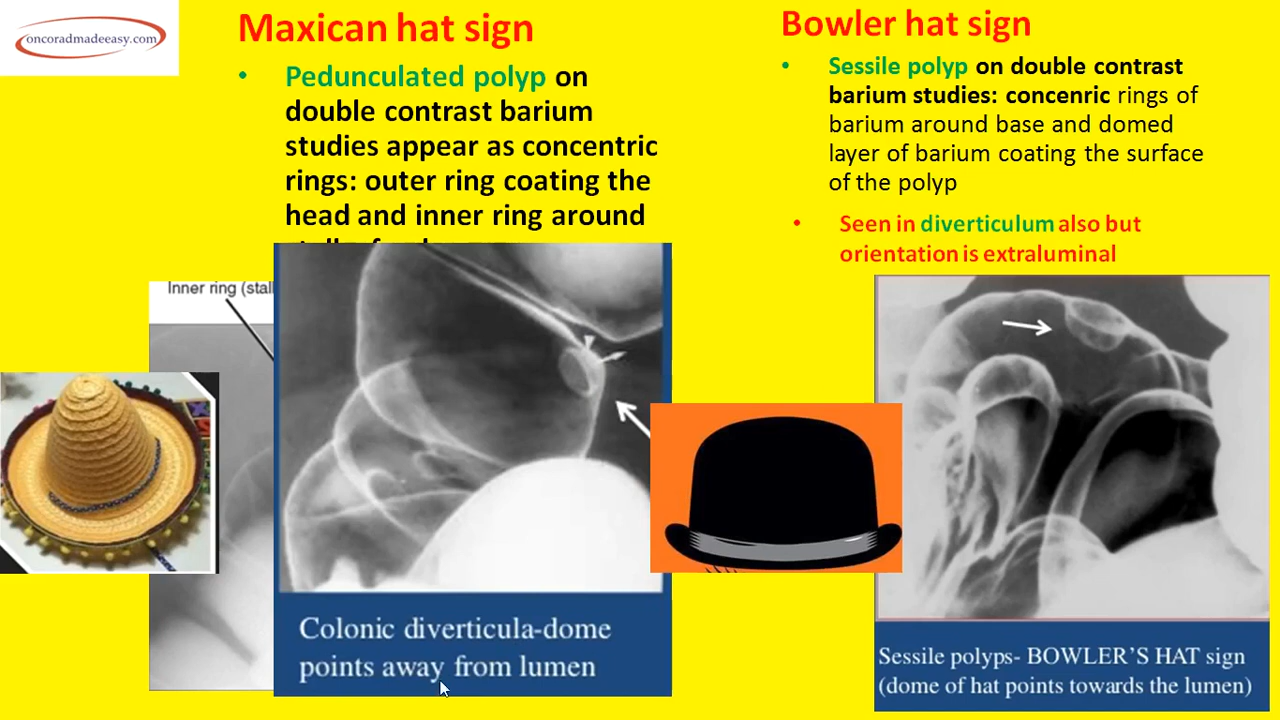 oncoradmadeeasy.com
Maxican hat sign
• Pedunculated polyp on
double contrast barium
studies appear as concentric
rings: outer ring coating the
head and inner ring around
Inner ring (stal
Colonic diverticula-dome
points away from lumen
Bowler hat sign
• Sessile polyp on double contrast
barium studies: concenric rings of
barium around base and domed
layer of barium coating the surface
of the polyp
• Seen in diverticulum also but
orientation is extraluminal
Sessile polyps- BOWLER'S HAT sign
(dome of hat points towards the lumen)